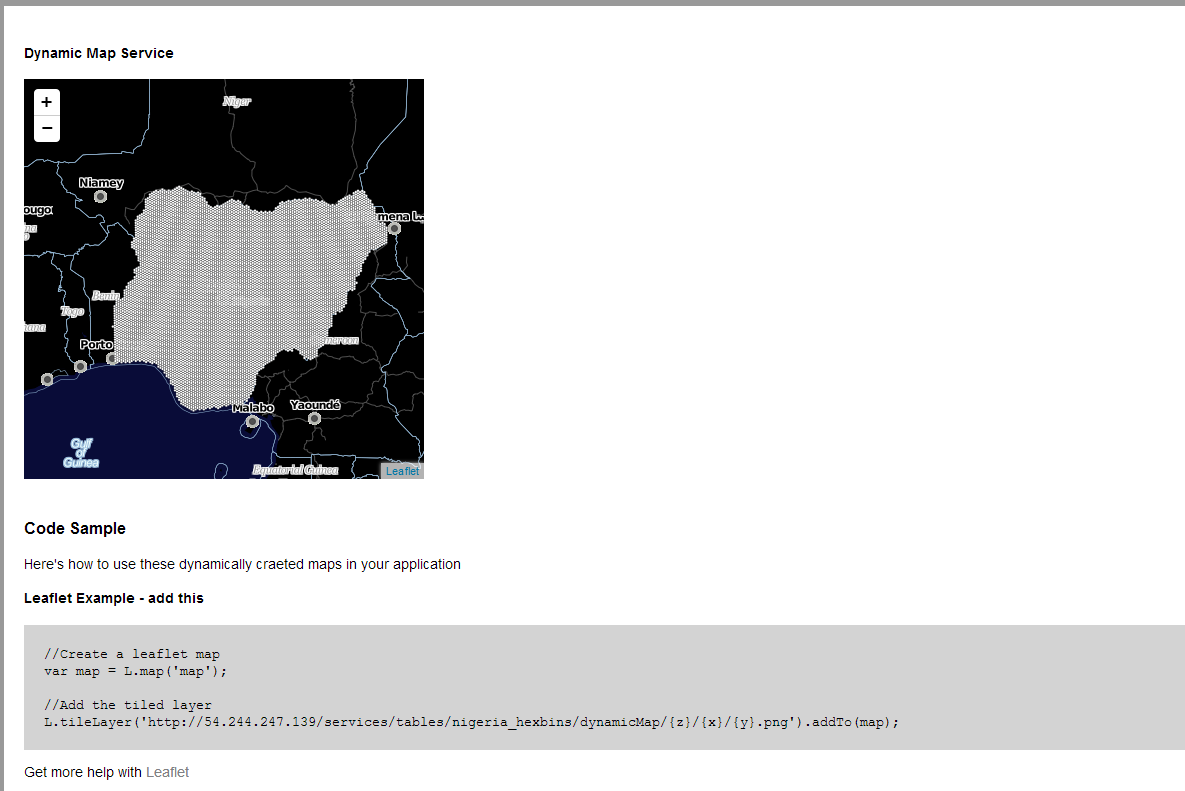 Dynamic Map Service
+
−
Niger
Niamey
ougo
mena L..
na
Benin
Togo
ana
Porto
meroon
Malabo
Yaoundé
Gulf
of
Guinea
Equatorial Guinea
Leaflet
Code Sample
Here's how to use these dynamically craeted maps in your application
Leaflet Example - add this
//Create a leaflet map
var map = L.map('map');
//Add the tiled layer
L.tileLayer('http://54.244.247.139/services/tables/nigeria_hexbins/dynamicMap/{z}/{x}/{y}.png').addTo(map);
Get more help with Leaflet